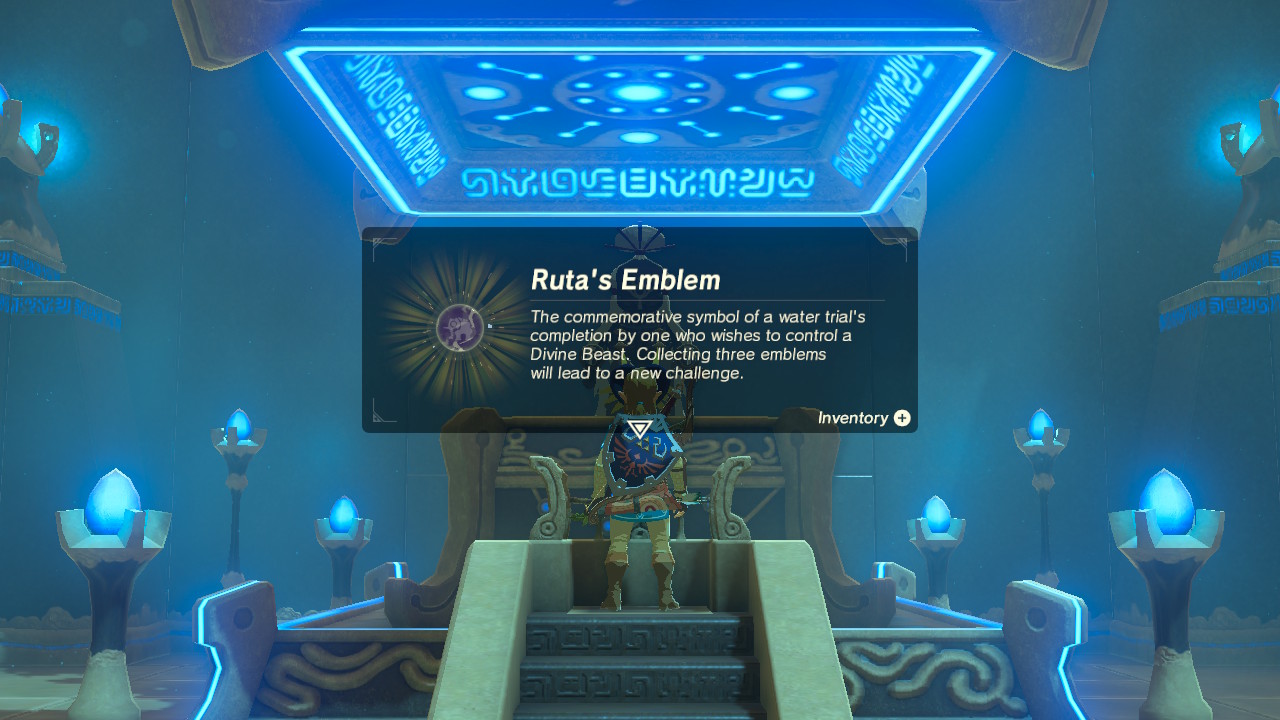 Ruta's Emblem
The commemorative symbol of a water trial's
completion by one who wishes to control a
Divine Beast. Collecting three emblems
will lead to a new challenge.
Inventory +